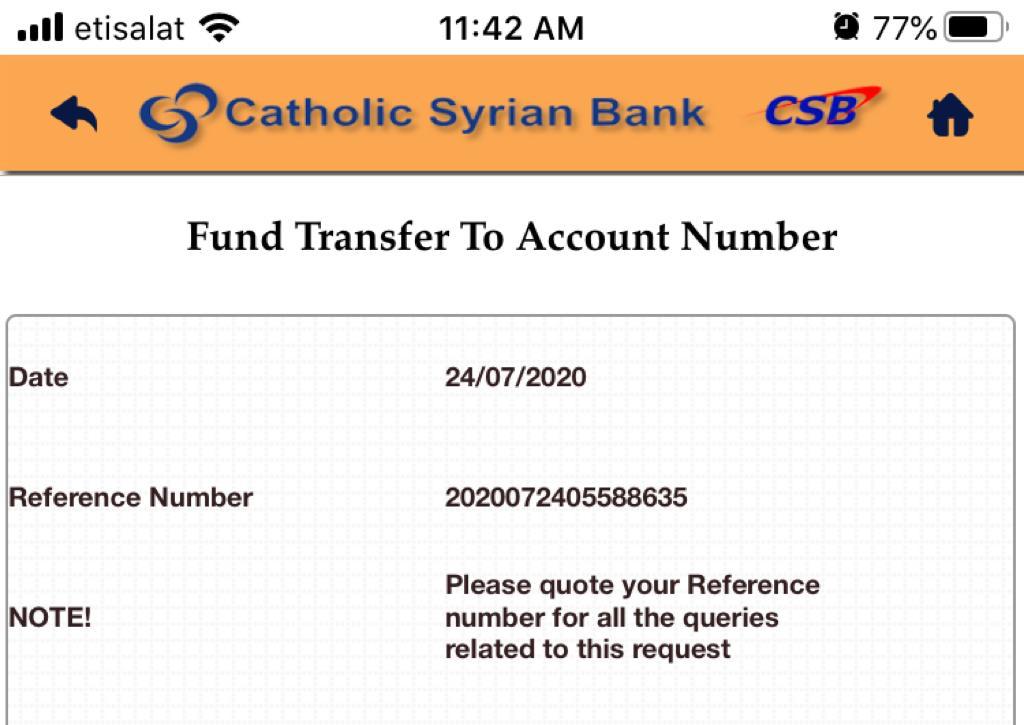 etisalat 11:42 AM 77%
Catholic Syrian Bank CSB
Fund Transfer To Account Number
Date 24/07/2020
Reference Number 2020072405588635
Please quote your Reference
NOTE! number for all the queries
related to this request